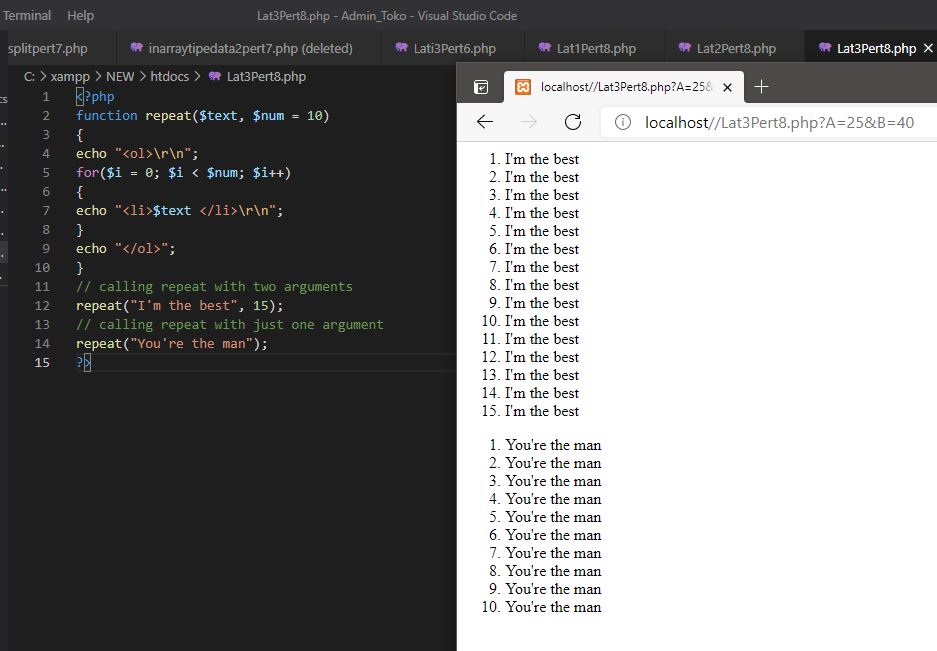 Terminal Help Lat3Pert8.php - Admin_Toko - Visual Studio Code
splitpert7.php inarraytipedata2pert7.php (deleted) Lati3Pert6.php Lat1Pert8.php Lat2Pert8.php Lat3Pert8.php
C: > xampp > NEW > htdocs > Lat3Pert8.php
1 <?php
2 function repeat($text, $num = 10)
3 {
4 echo "<ol>\r\n";
5 for($i = 0; $i < $num; $i++)
6 {
7 echo "<li>$text </li>\r\n";
8 }
9 echo "</ol>";
10 }
11 // calling repeat with two arguments
12 repeat("I'm the best", 15);
13 // calling repeat with just one argument
14 repeat("You're the man");
15 ?>
localhost//Lat3Pert8.php?A=25&
localhost//Lat3Pert8.php?A=25&B=40
1. I'm the best
2. I'm the best
3. I'm the best
4. I'm the best
5. I'm the best
6. I'm the best
7. I'm the best
8. I'm the best
9. I'm the best
10. I'm the best
11. I'm the best
12. I'm the best
13. I'm the best
14. I'm the best
15. I'm the best
1. You're the man
2. You're the man
3. You're the man
4. You're the man
5. You're the man
6. You're the man
7. You're the man
8. You're the man
9. You're the man
10. You're the man